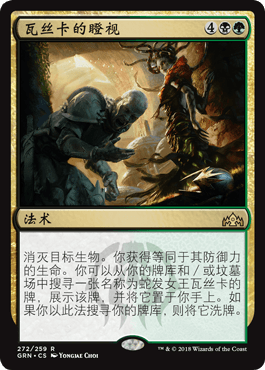 瓦丝卡的瞪视 4
法术
消灭目标生物。你获得等同于其防御力
的生命。你可以从你的牌库和/或坟墓
场中搜寻一张名称为蛇发女王瓦丝卡的
牌,展示该牌,并将它置于你手上。如
果你以此法搜寻你的牌库,则将它洗牌。
272/259 R
GRN • CS YONGJAE CHOI
™ & © 2018 Wizards of the Coast